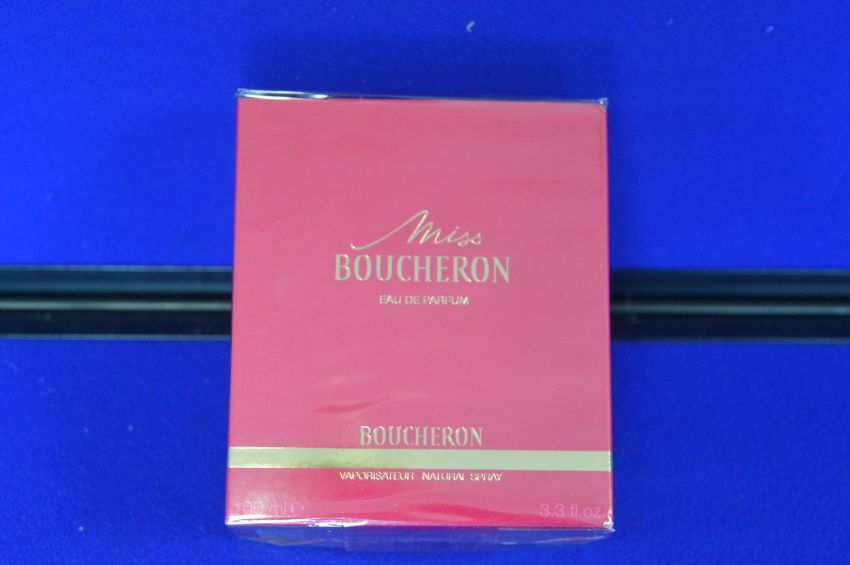 Miss
BOUCHERON
EAU DE PARFUM
BOUCHERON
VAPORISATEUR NATURAL SPRAY
100 ml e 3.3 fl.oz.